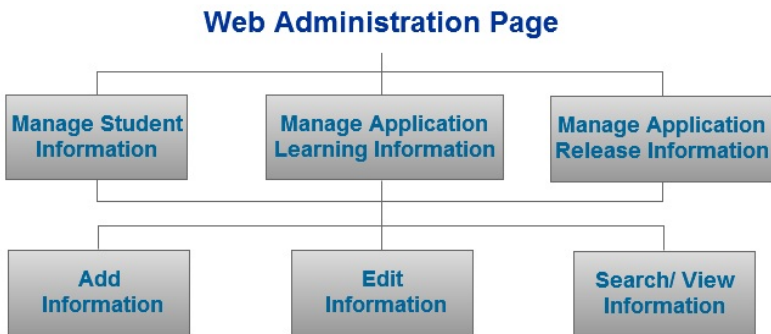 Web Administration Page
Manage Student
Information
Manage Application
Learning Information
Manage Application
Release Information
Add
Information
Edit
Information
Search/ View
Information